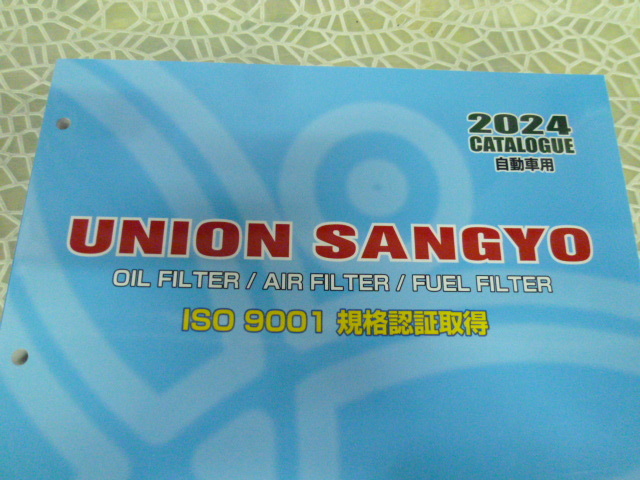 2024
CATALOGUE
自動車用
UNION SANGYO
OIL FILTER / AIR FILTER / FUEL FILTER
ISO 9001 規格認証取得